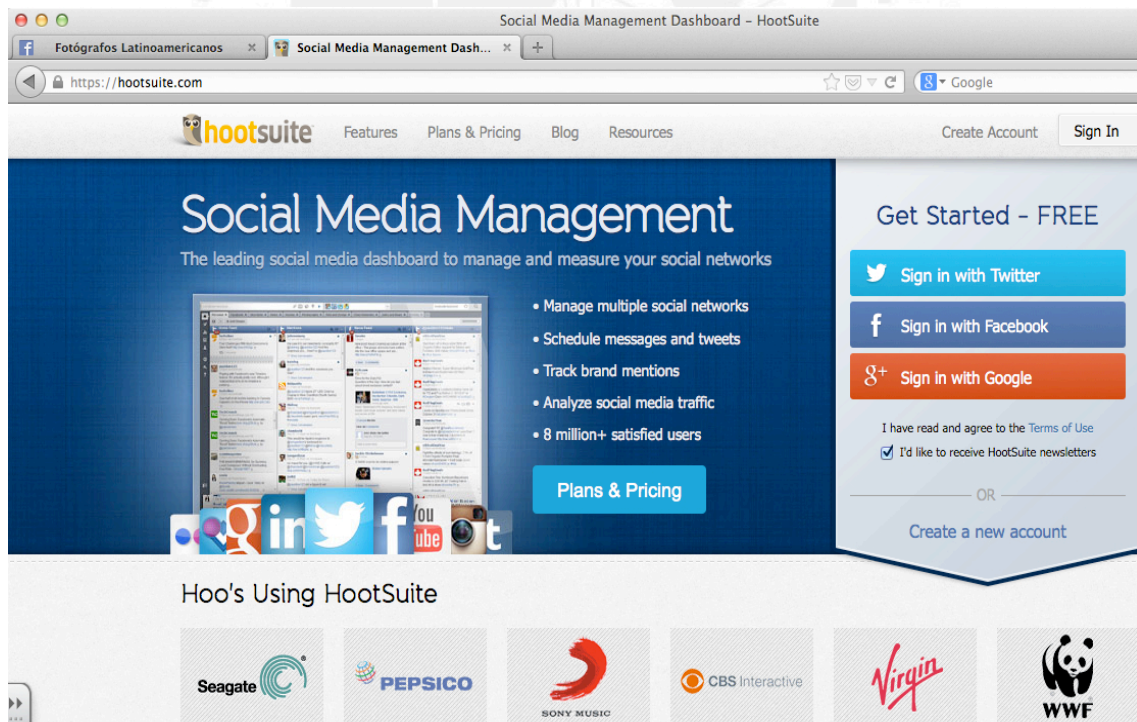 Social Media Management Dashboard – HootSuite
Fotógrafos Latinoamericanos
Social Media Management Dash...
https://hootsuite.com
Google
hootsuite
Features
Plans & Pricing
Blog
Resources
Create Account
Sign In
Social Media Management
The leading social media dashboard to manage and measure your social networks
• Manage multiple social networks
• Schedule messages and tweets
• Track brand mentions
• Analyze social media traffic
• 8 million+ satisfied users
Plans & Pricing
Get Started – FREE
Sign in with Twitter
Sign in with Facebook
Sign in with Google
I have read and agree to the Terms of Use
I'd like to receive HootSuite newsletters
OR
Create a new account
in
You
Tube
Hoo's Using HootSuite
Seagate
PEPSICO
SONY MUSIC
CBS Interactive
Virgin
WWF